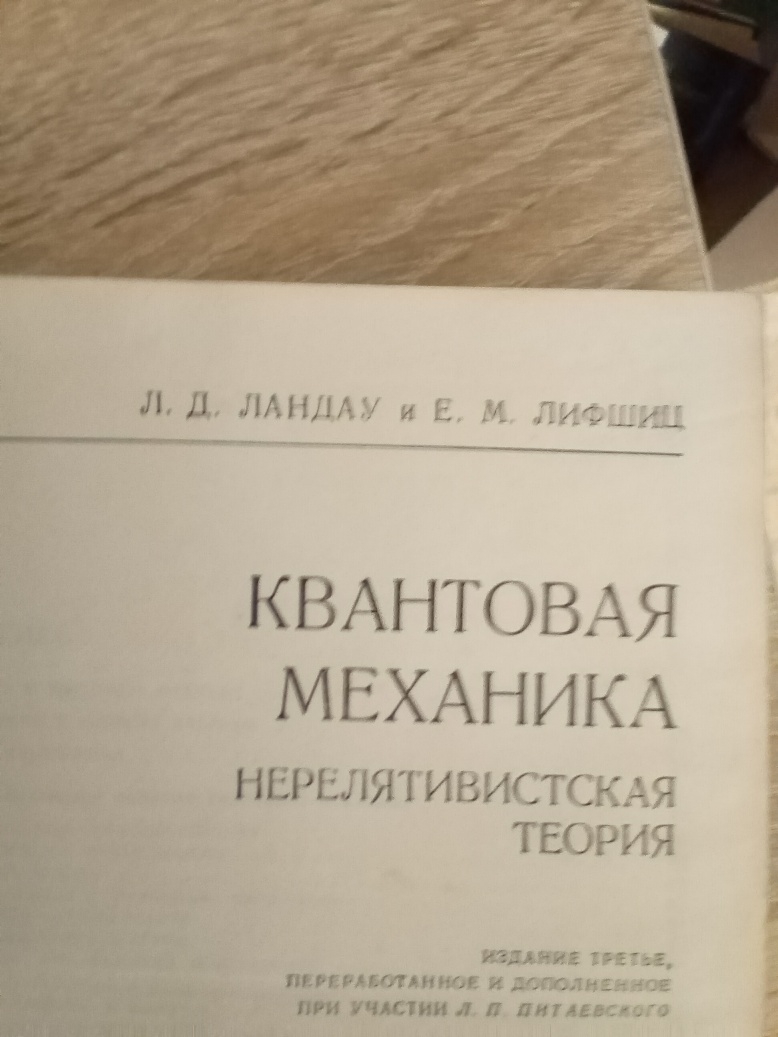 Л. Д. ЛАНДАУ и Е. М. ЛИФШИЦ
КВАНТОВАЯ
МЕХАНИКА
НЕРЕЛЯТИВИСТСКАЯ
ТЕОРИЯ
ИЗДАНИЕ ТРЕТЬЕ,
ПЕРЕРАБОТАННОЕ И ДОПОЛНЕННОЕ
ПРИ УЧАСТИИ Л. П. ПИТАЕВСКОГО